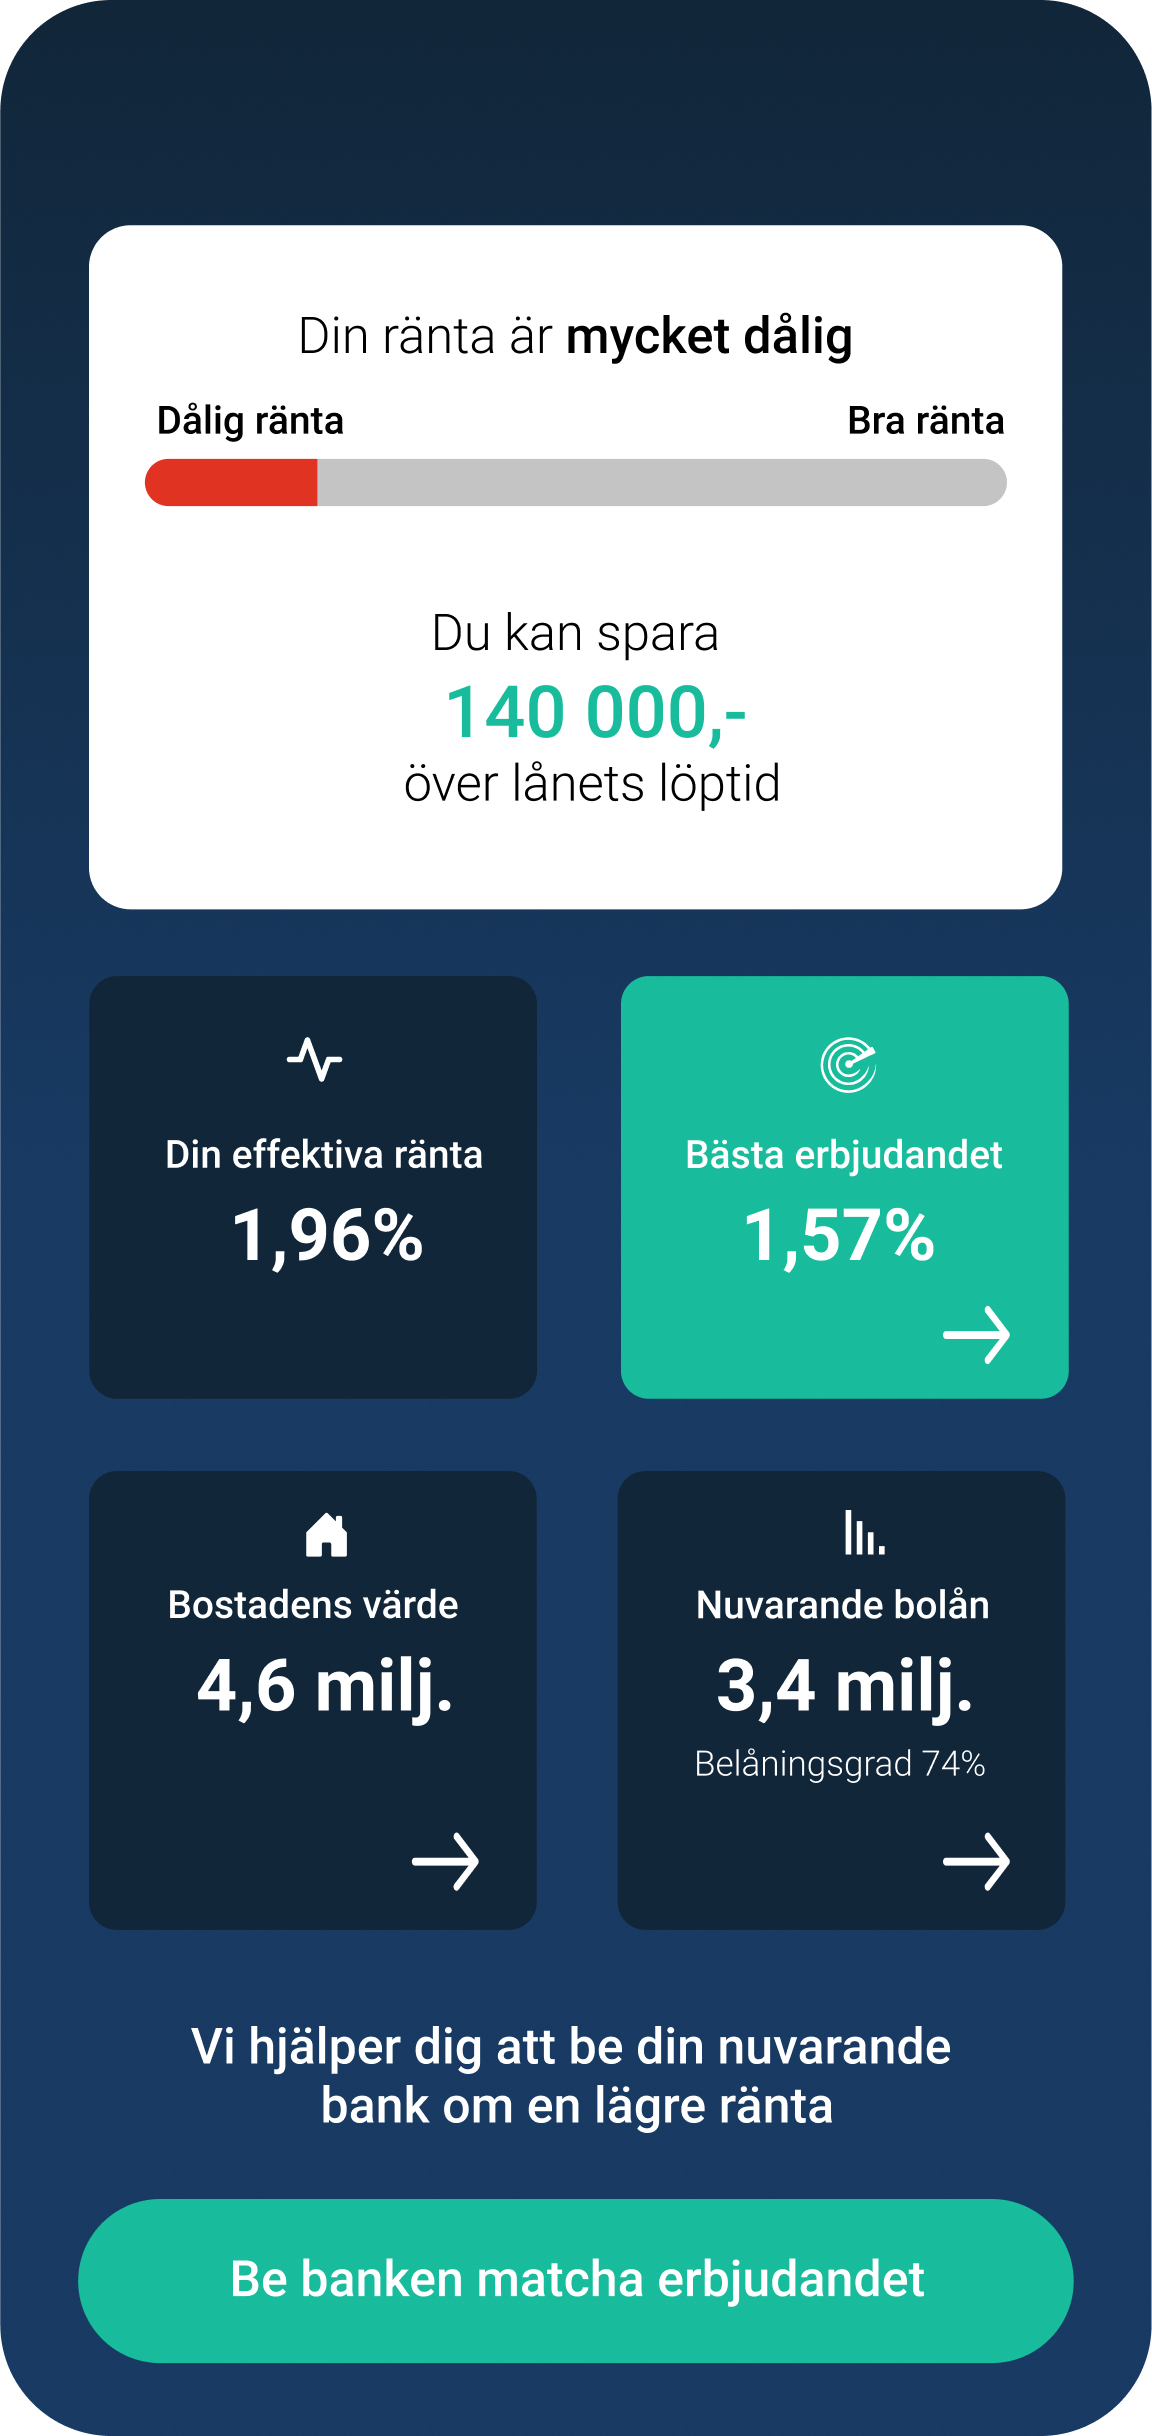 Din ränta är mycket dålig
Dålig ränta
Bra ränta
Du kan spara
140 000,-
över lånets löptid
Din effektiva ränta
1,96%
Bästa erbjudandet
1,57%
Bostadens värde
4,6 milj.
Nuvarande bolån
3,4 milj.
Belåningsgrad 74%
Vi hjälper dig att be din nuvarande
bank om en lägre ränta
Be banken matcha erbjudandet